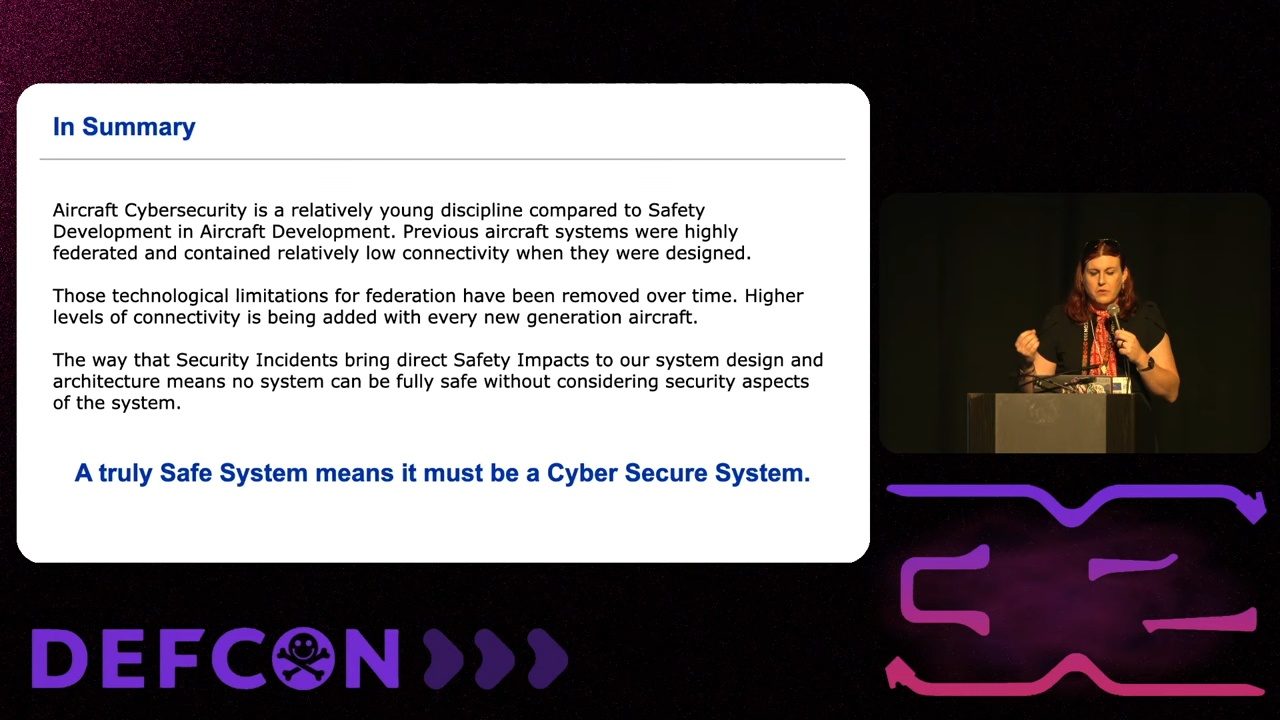 In Summary
Aircraft Cybersecurity is a relatively young discipline compared to Safety
Development in Aircraft Development. Previous aircraft systems were highly
federated and contained relatively low connectivity when they were designed.
Those technological limitations for federation have been removed over time. Higher
levels of connectivity is being added with every new generation aircraft.
The way that Security Incidents bring direct Safety Impacts to our system design and
architecture means no system can be fully safe without considering security aspects
of the system.
A truly Safe System means it must be a Cyber Secure System.
DEFCON